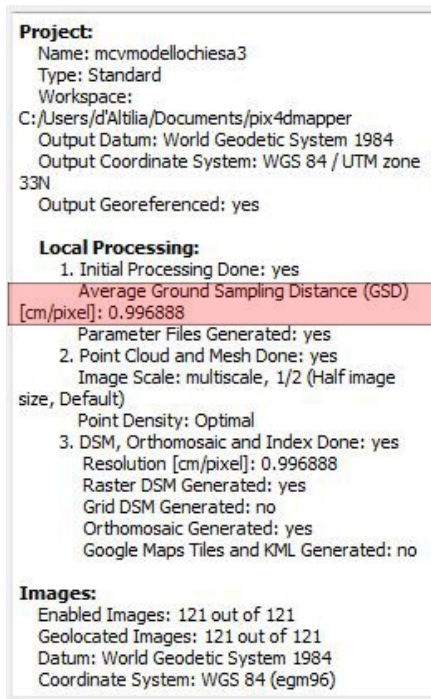 Project:
Name: mcvmodellochiesa3
Type: Standard
Workspace:
C:/Users/d'Altilia/Documents/pix4dmapper
Output Datum: World Geodetic System 1984
Output Coordinate System: WGS 84 / UTM zone
33N
Output Georeferenced: yes
Local Processing:
1. Initial Processing Done: yes
Average Ground Sampling Distance (GSD)
[cm/pixel]: 0.996888
Parameter Files Generated: yes
2. Point Cloud and Mesh Done: yes
Image Scale: multiscale, 1/2 (Half image
size, Default)
Point Density: Optimal
3. DSM, Orthomosaic and Index Done: yes
Resolution [cm/pixel]: 0.996888
Raster DSM Generated: yes
Grid DSM Generated: no
Orthomosaic Generated: yes
Google Maps Tiles and KML Generated: no
Images:
Enabled Images: 121 out of 121
Geolocated Images: 121 out of 121
Datum: World Geodetic System 1984
Coordinate System: WGS 84 (egm96)